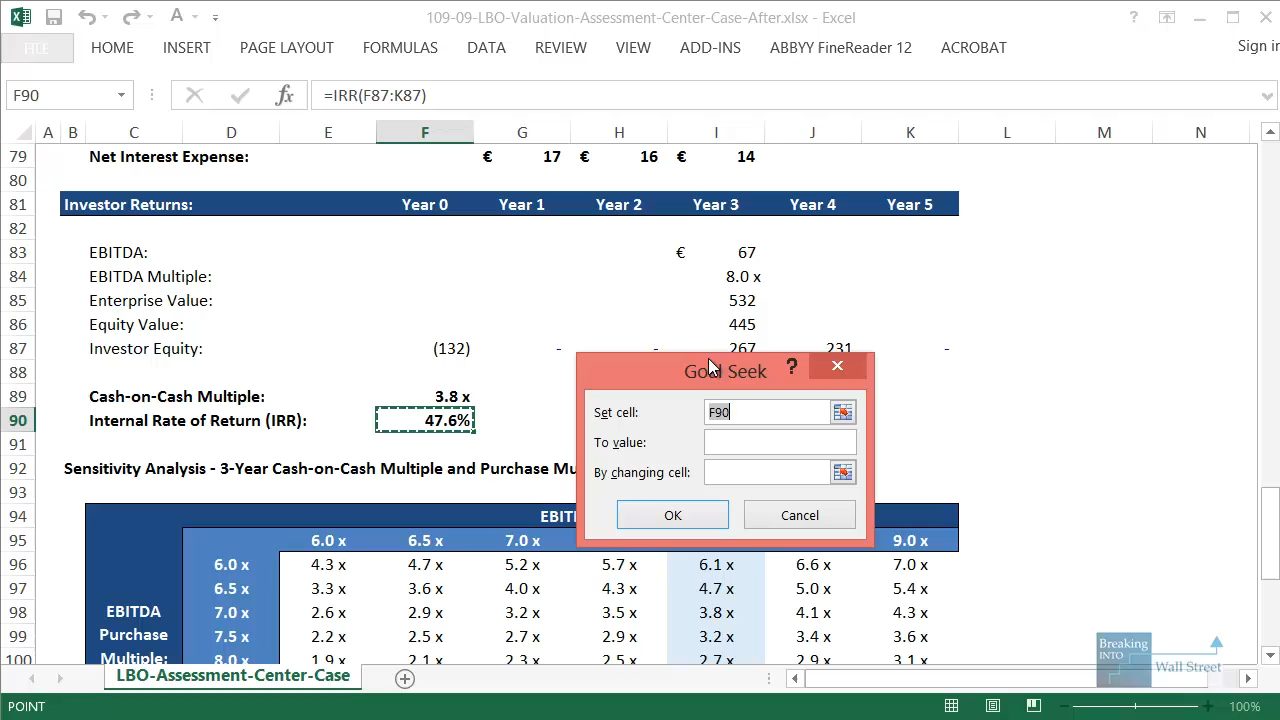 109-09-LBO-Valuation-Assessment-Center-Case-After.xlsx - Excel
FILE HOME INSERT PAGE LAYOUT FORMULAS DATA REVIEW VIEW ADD-INS ABBYY FineReader 12 ACROBAT Sign in
F90 fx =IRR(F87:K87)
A B C D E F G H I J K L M N
79 Net Interest Expense: € 17 € 16 € 14
80
81 Investor Returns: Year 0 Year 1 Year 2 Year 3 Year 4 Year 5
82
83 EBITDA: € 67
84 EBITDA Multiple: 8.0 x
85 Enterprise Value: 532
86 Equity Value: 445
87 Investor Equity: (132) - - 267 231 -
88
89 Cash-on-Cash Multiple: 3.8 x
90 Internal Rate of Return (IRR): 47.6%
91
92 Sensitivity Analysis - 3-Year Cash-on-Cash Multiple and Purchase Mu
93
94 EBIT
95 6.0 x 6.5 x 7.0 x 9.0 x
96 6.0 x 4.3 x 4.7 x 5.2 x 5.7 x 6.1 x 6.6 x 7.0 x
97 6.5 x 3.3 x 3.6 x 4.0 x 4.3 x 4.7 x 5.0 x 5.4 x
98 EBITDA 7.0 x 2.6 x 2.9 x 3.2 x 3.5 x 3.8 x 4.1 x 4.3 x
99 Purchase 7.5 x 2.2 x 2.5 x 2.7 x 2.9 x 3.2 x 3.4 x 3.6 x
100 Multiple: 8.0 x 1.9 x 2.1 x 2.3 x 2.5 x 2.7 x 2.9 x 3.1 x
Goal Seek ?
Set cell: F90
To value:
By changing cell:
OK Cancel
Breaking
INTO
Wall Street
LBO-Assessment-Center-Case
POINT 100%